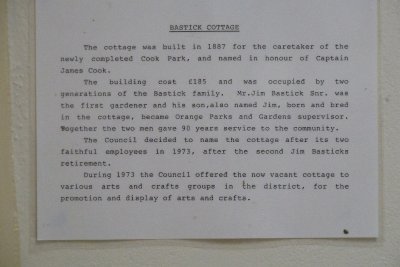 BASTICK COTTAGE
The cottage was built in 1887 for the caretaker of the
newly completed Cook Park, and named in honour of Captain
James Cook.
The building cost £185 and was occupied by two
generations of the Bastick family. Mr.Jim Bastick Snr. was
the first gardener and his son,also named Jim, born and bred
in the cottage, became Orange Parks and Gardens supervisor.
Together the two men gave 90 years service to the community.
The Council decided to name the cottage after its two
faithful employees in 1973, after the second Jim Basticks
retirement.
During 1973 the Council offered the now vacant cottage to
various arts and crafts groups in the district, for the
promotion and display of arts and crafts.